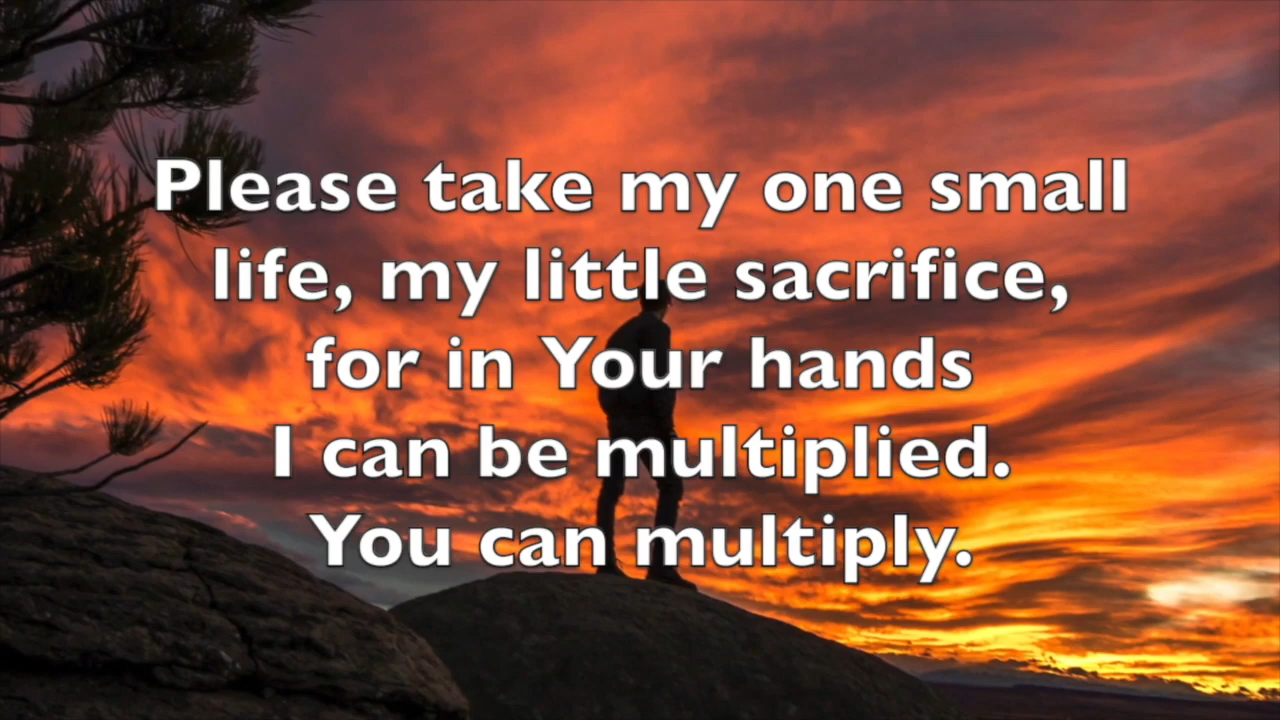 Please take my one small
life, my little sacrifice,
for in Your hands
I can be multiplied.
You can multiply.